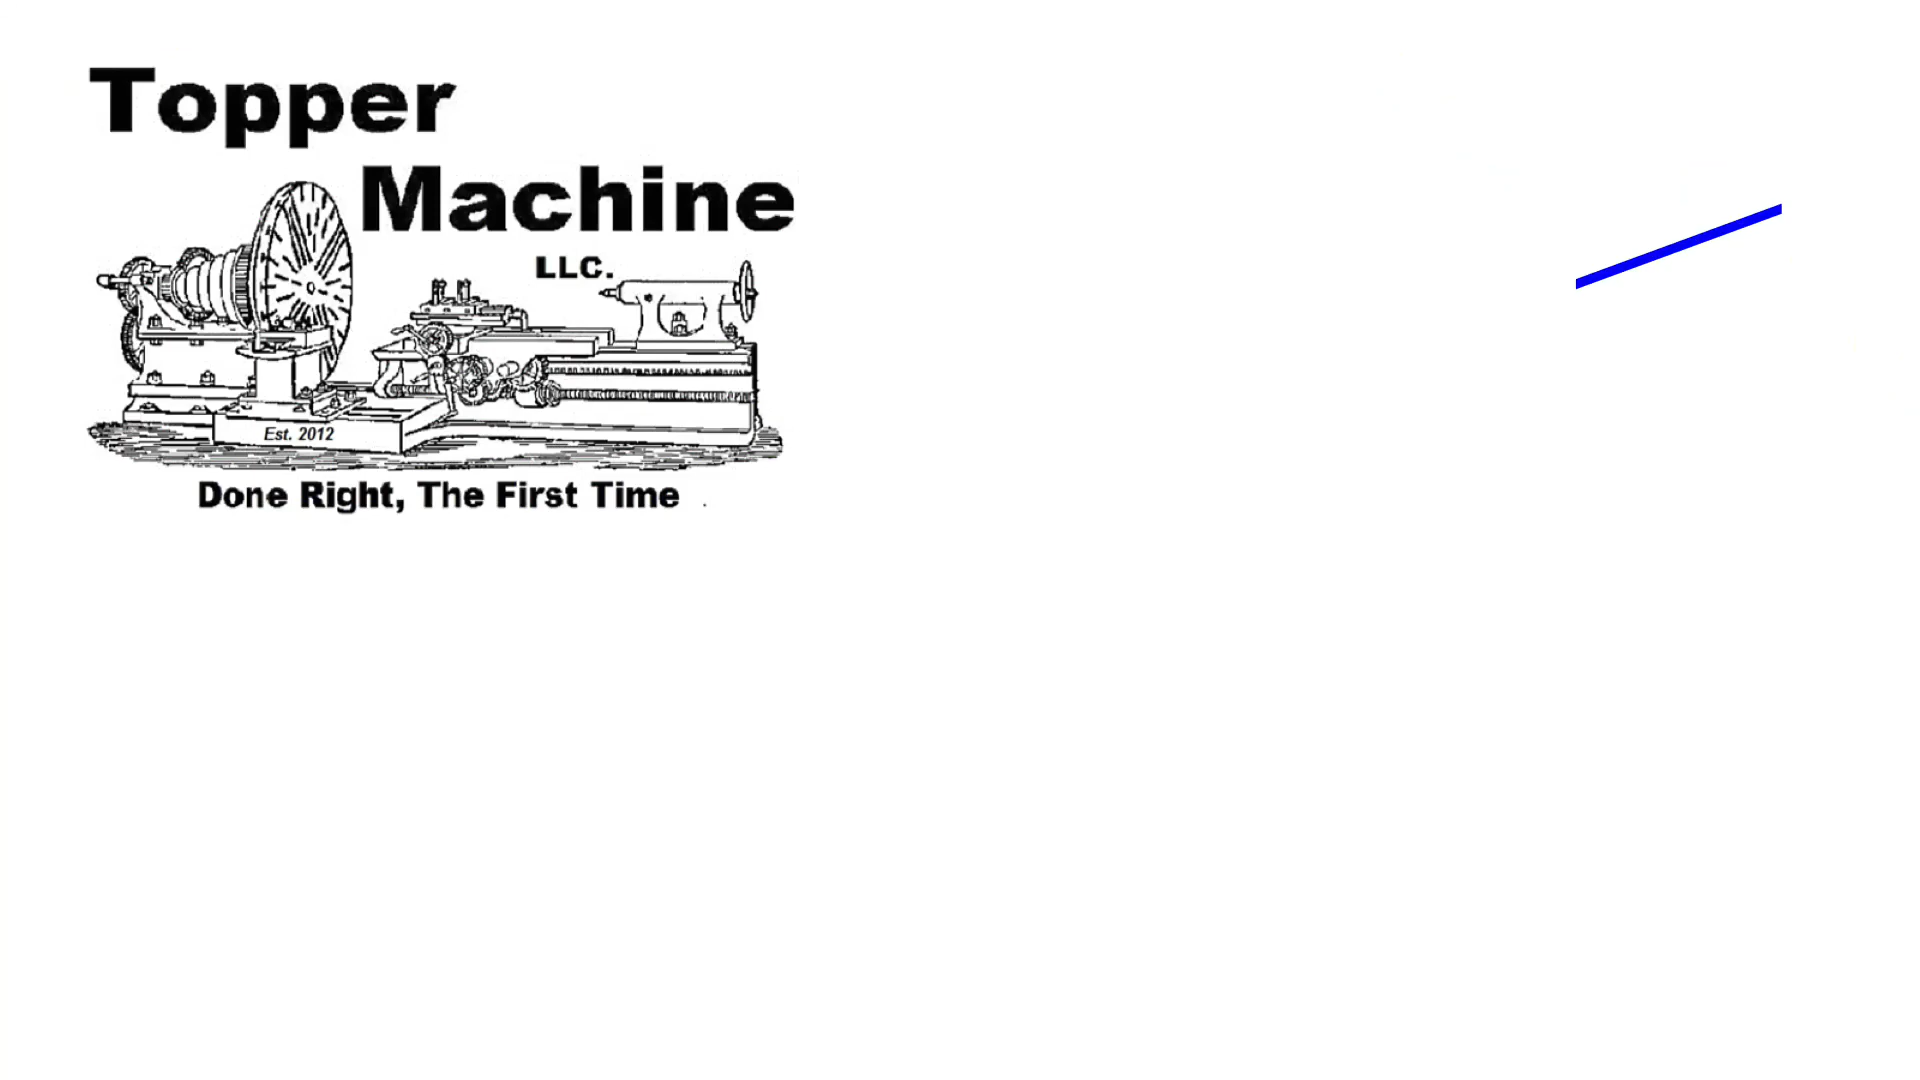 Topper
Machine
LLC.
Est. 2012
Done Right, The First Time